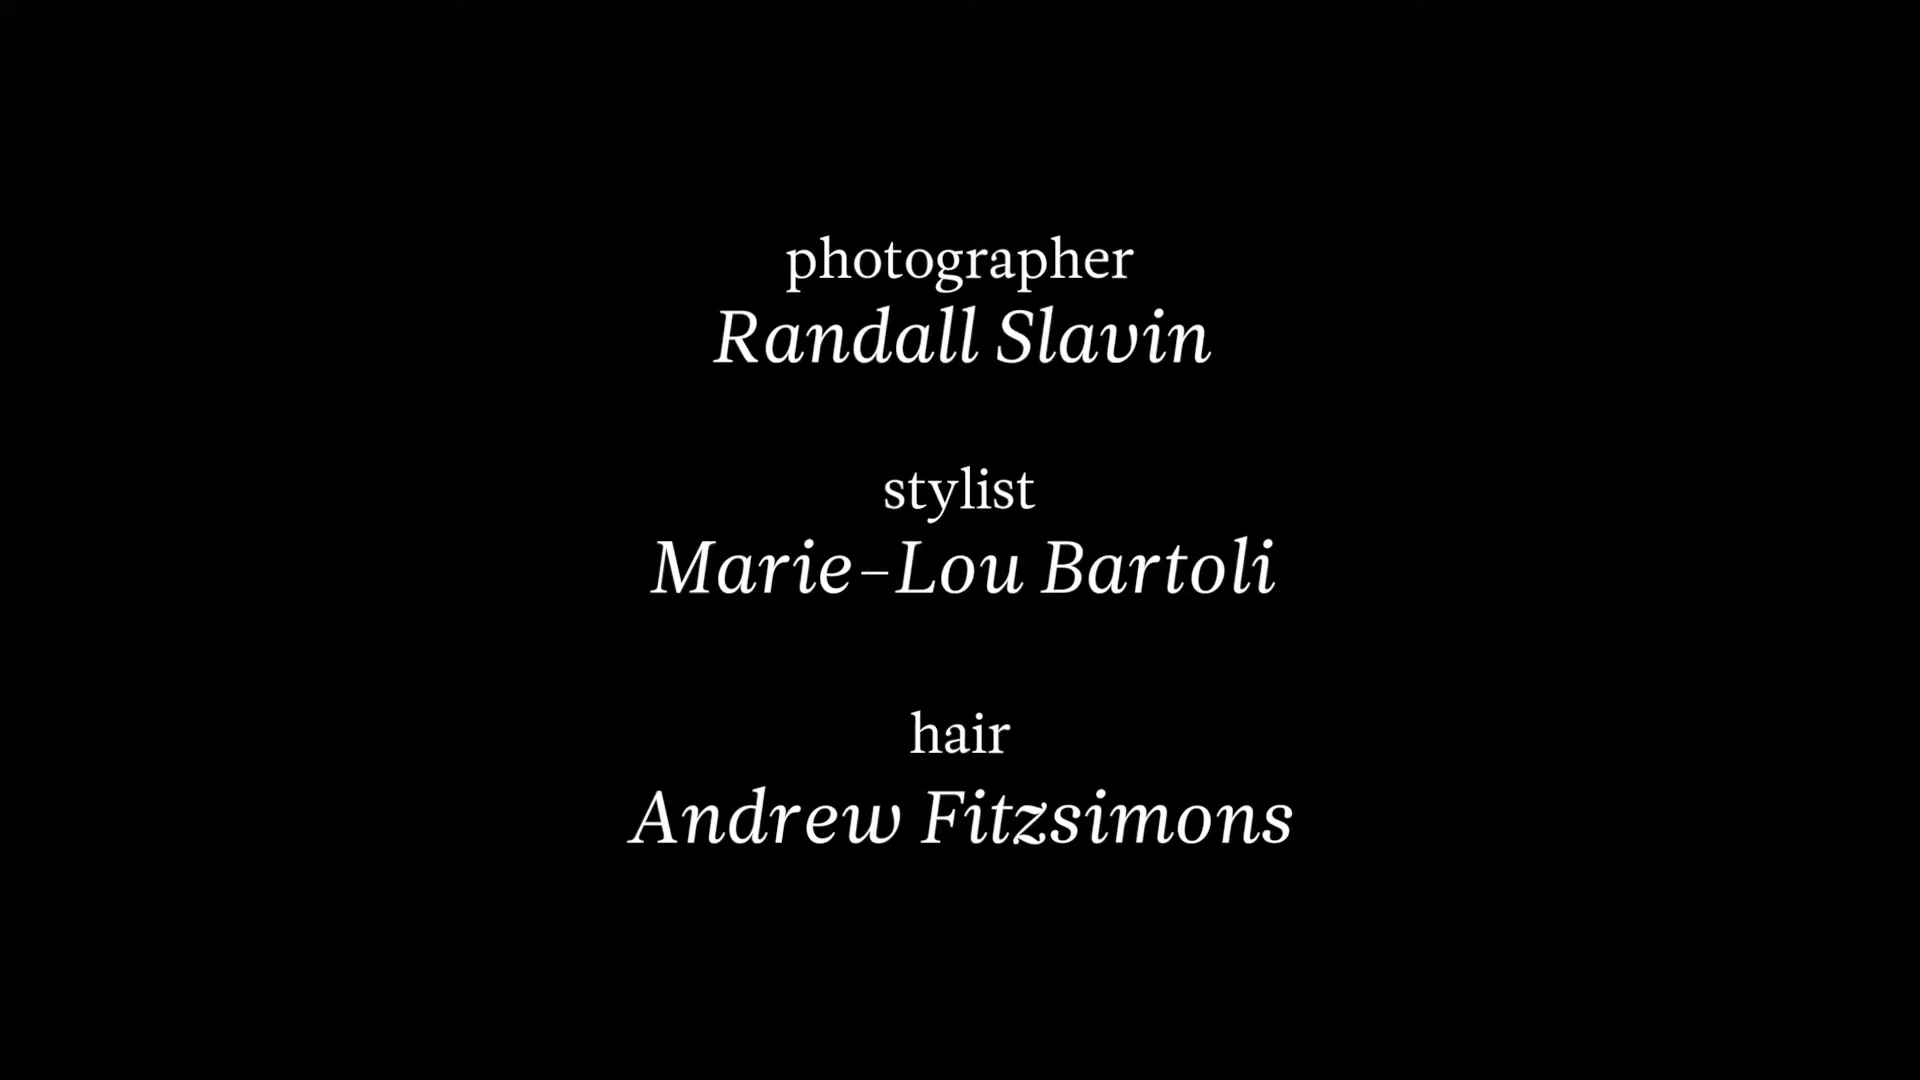 photographer
Randall Slavin
stylist
Marie-Lou Bartoli
hair
Andrew Fitzsimons